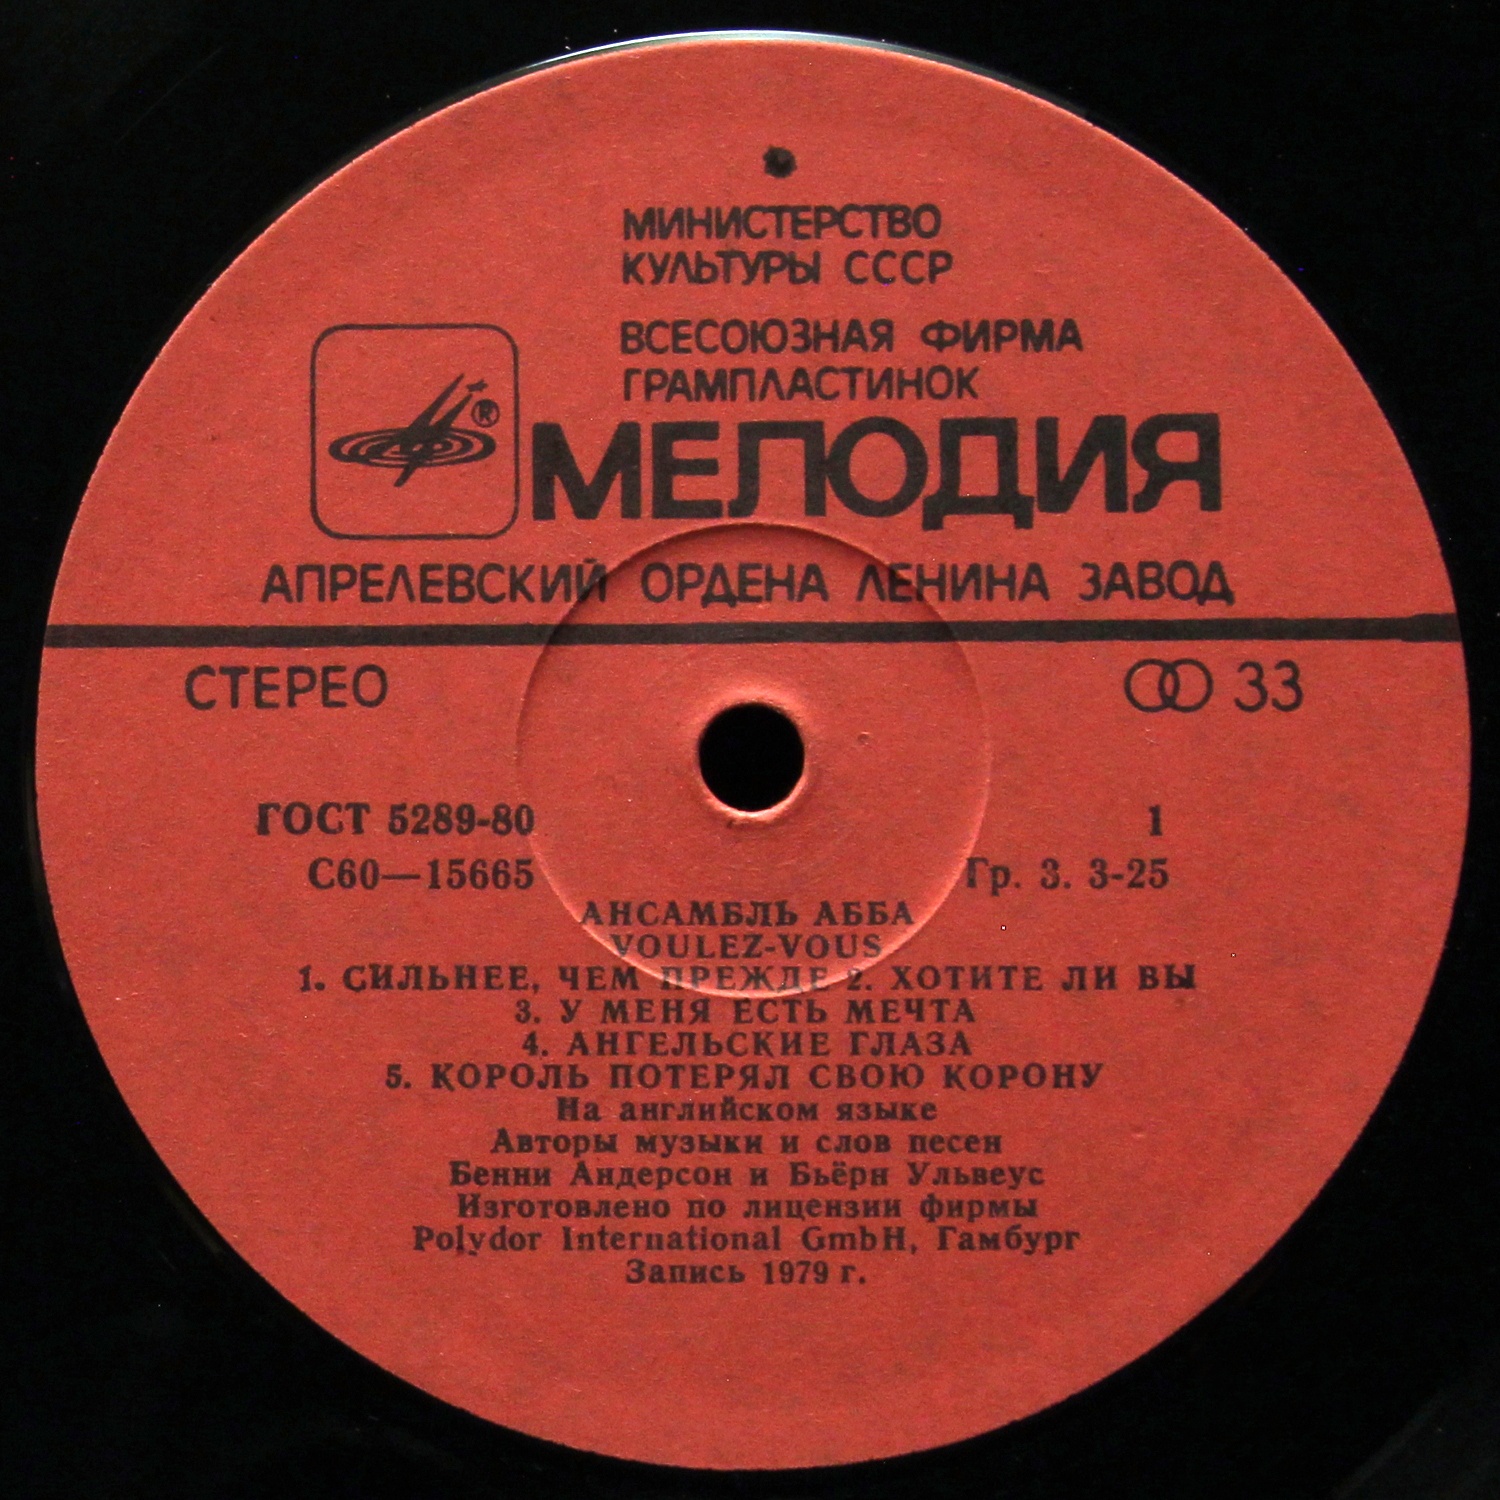 МИНИСТЕРСТВО
КУЛЬТУРЫ СССР
ВСЕСОЮЗНАЯ ФИРМА
ГРАМПЛАСТИНОК
®
МЕЛОДИЯ
АПРЕЛЕВСКИЙ ОРДЕНА ЛЕНИНА ЗАВОД
СТЕРЕО 33
ГОСТ 5289-80 1
С60—15665 Гр. 3. 3-25
АНСАМБЛЬ АББА
VOULEZ-VOUS
1. СИЛЬНЕЕ, ЧЕМ ПРЕЖДЕ 2. ХОТИТЕ ЛИ ВЫ
3. У МЕНЯ ЕСТЬ МЕЧТА
4. АНГЕЛЬСКИЕ ГЛАЗА
5. КОРОЛЬ ПОТЕРЯЛ СВОЮ КОРОНУ
На английском языке
Авторы музыки и слов песен
Бенни Андерсон и Бьёрн Ульвеус
Изготовлено по лицензии фирмы
Polydor International GmbH, Гамбург
Запись 1979 г.